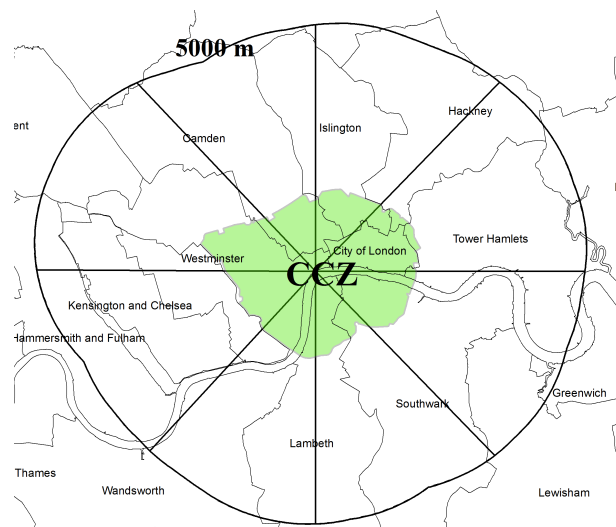 5000 m
Hackney
ent
Islington
Camden
Tower Hamlets
City of London
Westminster
CCZ
Kensington and Chelsea
Hammersmith and Fulham
Greenwich
Southwark
Lambeth
t
Thames
Wandsworth
Lewisham